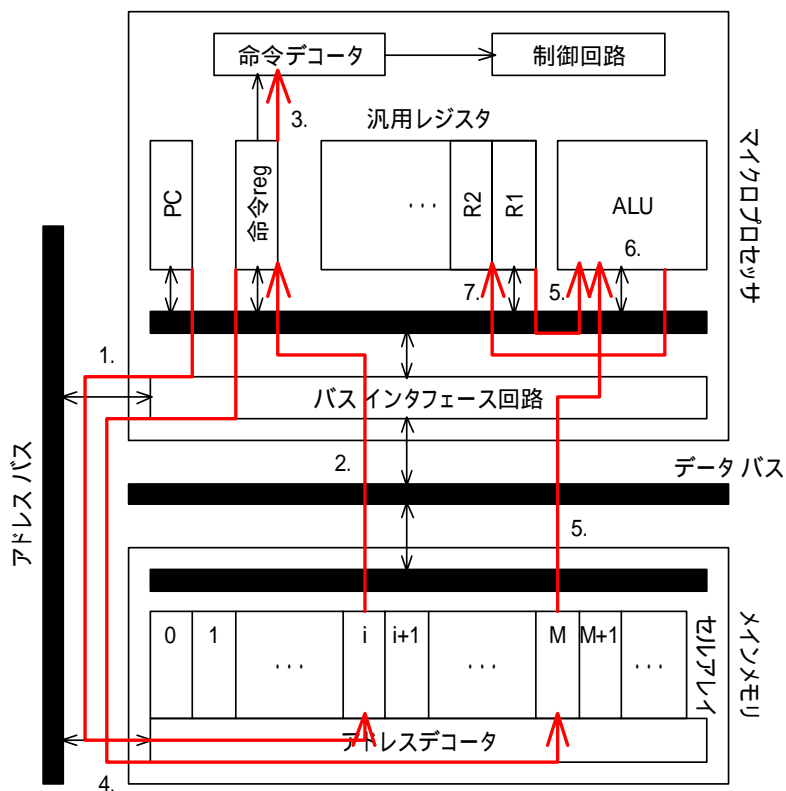 命令デコータ
制御回路
3.
汎用レジスタ
マイクロプロセッサ
PC
命令reg
...
R2
R1
ALU
6.
7.
5.
1.
バス インタフェース回路
2.
データ バス
アドレス バス
5.
0
1
...
i
i+1
...
M
M+1
...
セルアレイ
メインメモリ
アドレスデコータ
4.